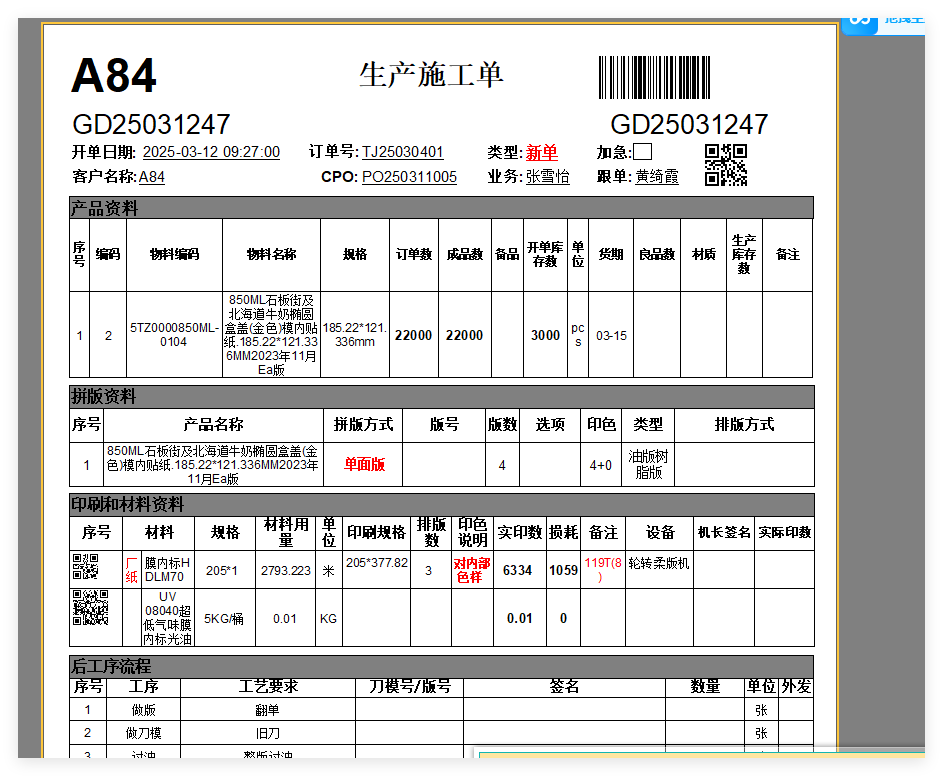 A84
生产施工单
GD25031247
GD25031247
开单日期: 2025-03-12 09:27:00 订单号: TJ25030401 类型: 新单 加急:
客户名称: A84 CPO: PO250311005 业务: 张雪怡 跟单: 黄绮霞
产品资料
序号 编码 物料编码 物料名称 规格 订单数 成品数 备品 开单库存数 单位 货期 良品数 材质 生产库存数 备注
1 2 5TZ0000850ML-0104 850ML石板街及北海道牛奶椭圆盒盖(金色)模内贴纸.185.22*121.336MM2023年11月Ea版 185.22*121.336mm 22000 22000 3000 pcs 03-15
拼版资料
序号 产品名称 拼版方式 版号 版数 选项 印色 类型 排版方式
1 850ML石板街及北海道牛奶椭圆盒盖(金色)模内贴纸.185.22*121.336MM2023年11月Ea版 单面版 4 4+0 油版树脂版
印刷和材料资料
序号 材料 规格 材料用量 单位 印刷规格 排版数 印色说明 实印数 损耗 备注 设备 机长签名 实际印数
厂纸 膜内标HDLM70 205*1 2793.223 米 205*377.82 3 对内部色样 6334 1059 119T(8) 轮转柔版机
UV 08040超低气味膜内标光油 5KG/桶 0.01 KG 0.01 0
后工序流程
序号 工序 工艺要求 刀模号/版号 签名 数量 单位 外发
1 做版 翻单 张
2 做刀模 旧刀 张
3 过油 整版过油